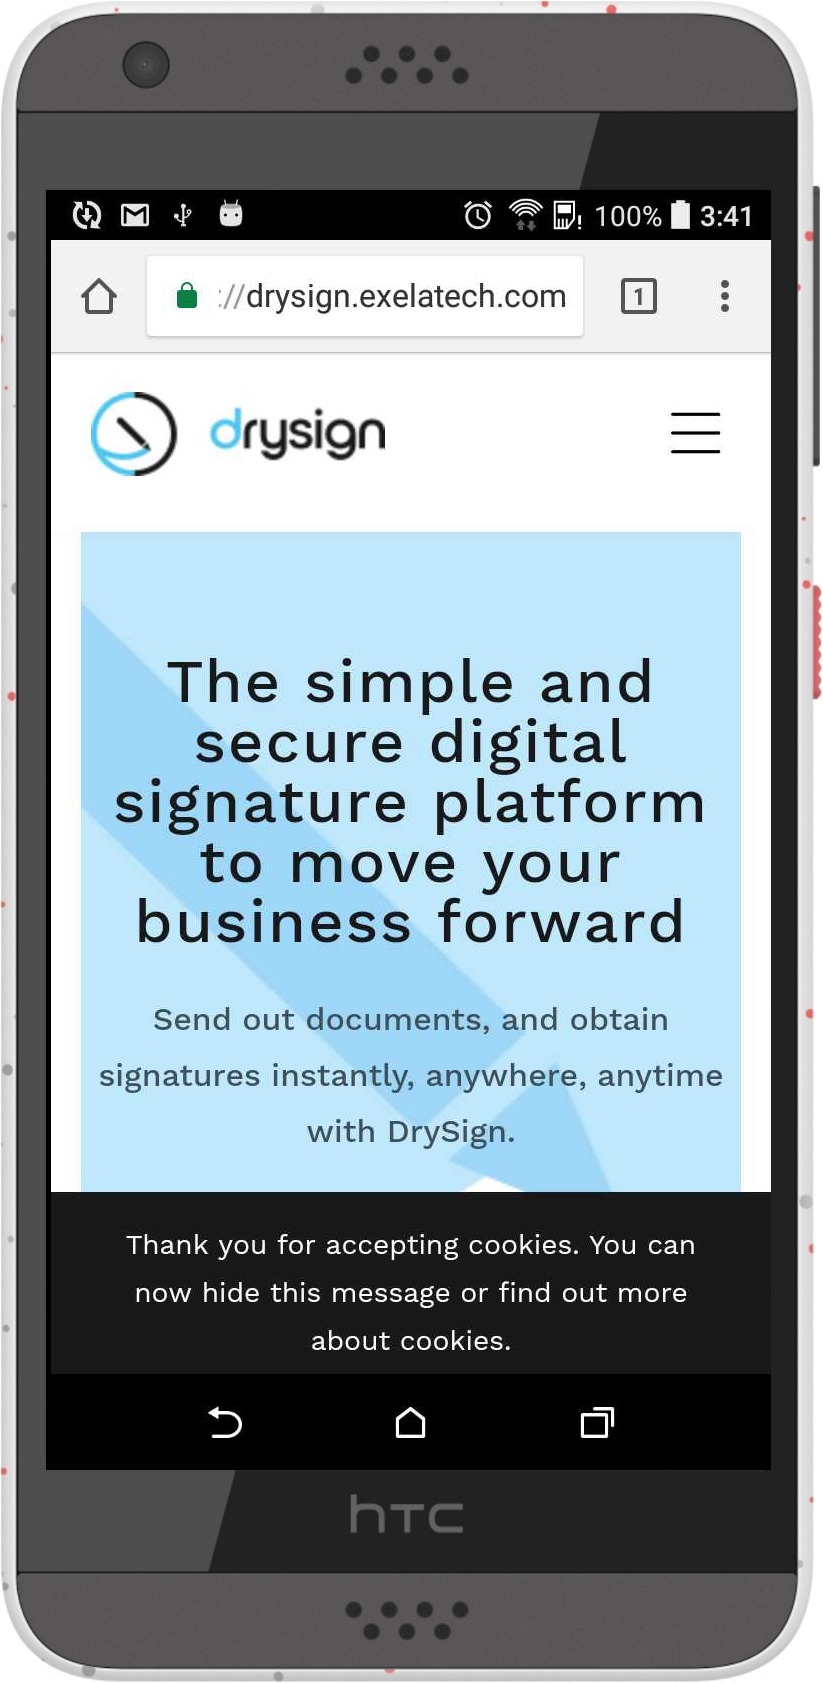 100% 3:41
://drysign.exelatech.com
1
drysign
The simple and
secure digital
signature platform
to move your
business forward
Send out documents, and obtain
signatures instantly, anywhere, anytime
with DrySign.
Thank you for accepting cookies. You can
now hide this message or find out more
about cookies.
hTC